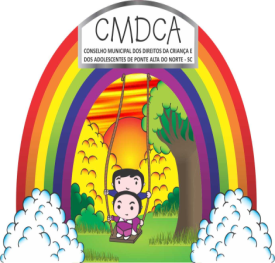 CMDCA
CONSELHO MUNICIPAL DOS DIREITOS DA CRIANÇA E
DOS ADOLESCENTES DE PONTE ALTA DO NORTE - SC